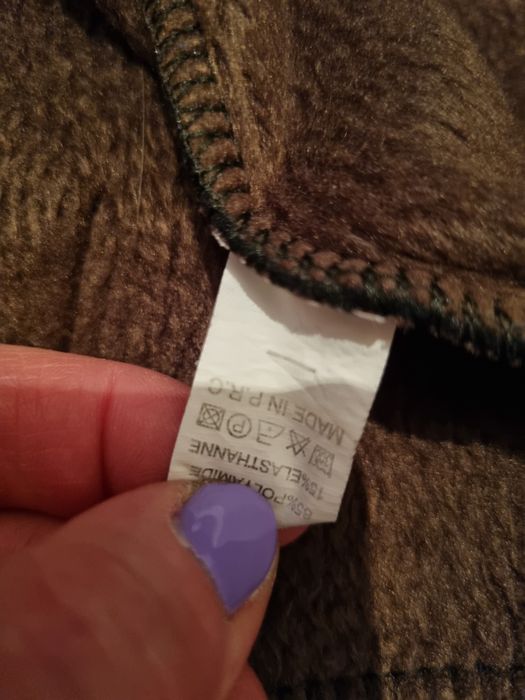 85% POLYAMIDE
15% ELASTHANNE
MADE IN P.R.C